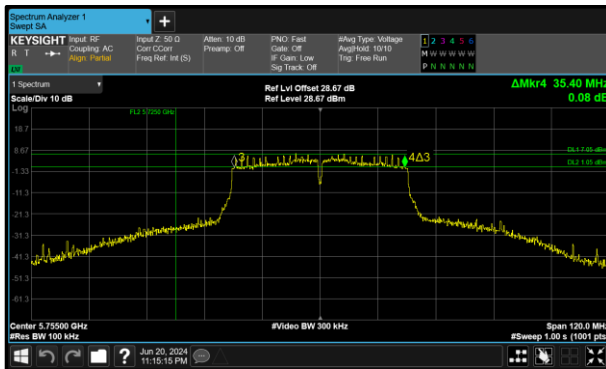 Spectrum Analyzer 1
Swept SA
KEYSIGHT
R T
Input: RF
Coupling: AC
Align: Partial
Input Z: 50 Ω
Corr CCorr
Freq Ref: Int (S)
Atten: 10 dB
Preamp: Off
PNO: Fast
Gate: Off
IF Gain: Low
Sig Track: Off
#Avg Type: Voltage
Avg|Hold: 10/10
Trig: Free Run
1 2 3 4 5 6
M W W W W W
P N N N N N
1 Spectrum
Scale/Div 10 dB
Log
Ref Lvl Offset 28.67 dB
Ref Level 28.67 dBm
ΔMkr4 35.40 MHz
0.08 dB
FL2 5.7250 GHz
18.7
8.67
-1.33
-11.3
-21.3
-31.3
-41.3
-51.3
-61.3
3
4Δ3
DL1 7.05 dBm
DL2 1.05 dBm
Center 5.75500 GHz
#Res BW 100 kHz
#Video BW 300 kHz
Span 120.0 MHz
#Sweep 1.00 s (1001 pts)
?
Jun 20, 2024
11:15:15 PM